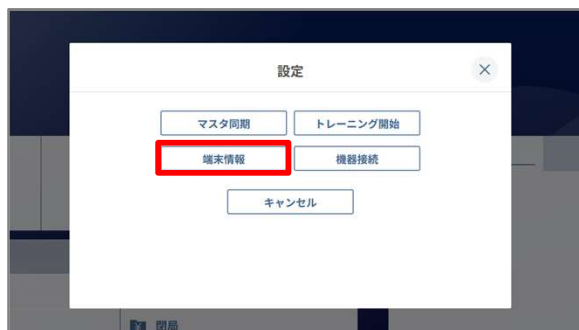 設定
マスタ同期 トレーニング開始
端末情報 機器接続
キャンセル
閉局